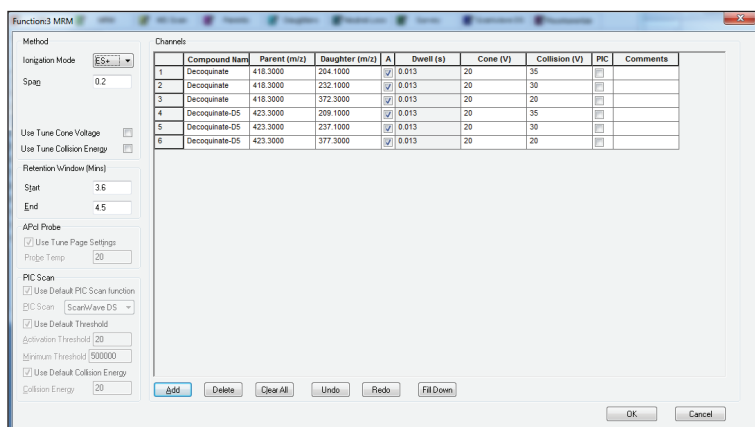 Function:3 MRM
Method
Ionization Mode ES+
Span 0.2
Use Tune Cone Voltage
Use Tune Collision Energy
Retention Window (Mins)
Start 3.6
End 4.5
APcI Probe
Use Tune Page Settings
Probe Temp 20
PIC Scan
Use Default PIC Scan function
PIC Scan ScanWave DS
Use Default Threshold
Activation Threshold 20
Minimum Threshold 500000
Use Default Collision Energy
Collision Energy 20
Channels
Compound Nam Parent (m/z) Daughter (m/z) A Dwell (s) Cone (V) Collision (V) PIC Comments
1 Decoquinate 418.3000 204.1000 0.013 20 35
2 Decoquinate 418.3000 232.1000 0.013 20 30
3 Decoquinate 418.3000 372.3000 0.013 20 20
4 Decoquinate-D5 423.3000 209.1000 0.013 20 35
5 Decoquinate-D5 423.3000 237.1000 0.013 20 30
6 Decoquinate-D5 423.3000 377.3000 0.013 20 20
Add Delete Clear All Undo Redo Fill Down
OK Cancel